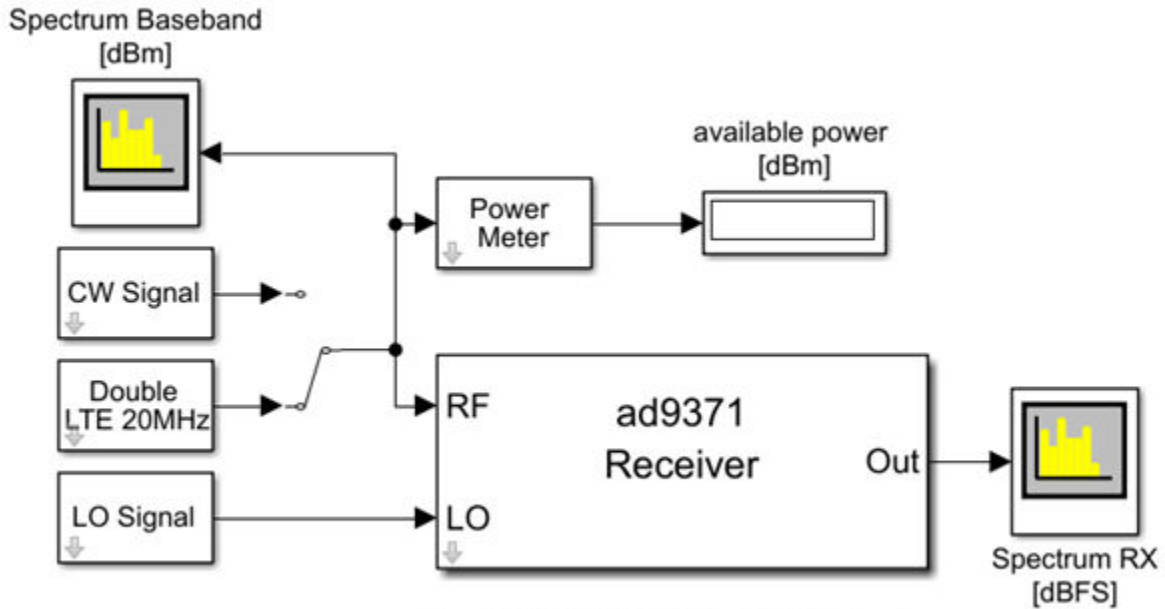 Spectrum Baseband
[dBm]
available power
[dBm]
Power
Meter
CW Signal
Double
LTE 20MHz
RF
ad9371
Receiver
Out
LO Signal
LO
Spectrum RX
[dBFS]